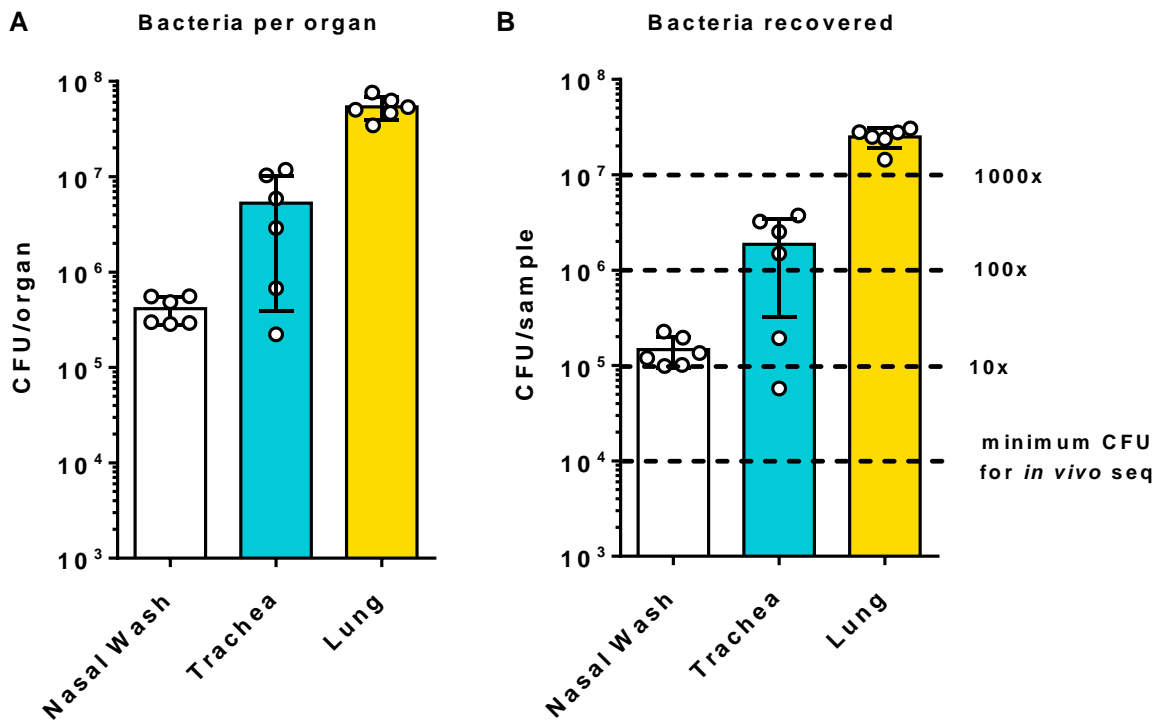 A
Bacteria per organ
CFU/organ
10^8
10^7
10^6
10^5
10^4
10^3
Nasal Wash
Trachea
Lung
B
Bacteria recovered
CFU/sample
10^8
10^7
10^6
10^5
10^4
10^3
1000x
100x
10x
minimum CFU
for in vivo seq
Nasal Wash
Trachea
Lung